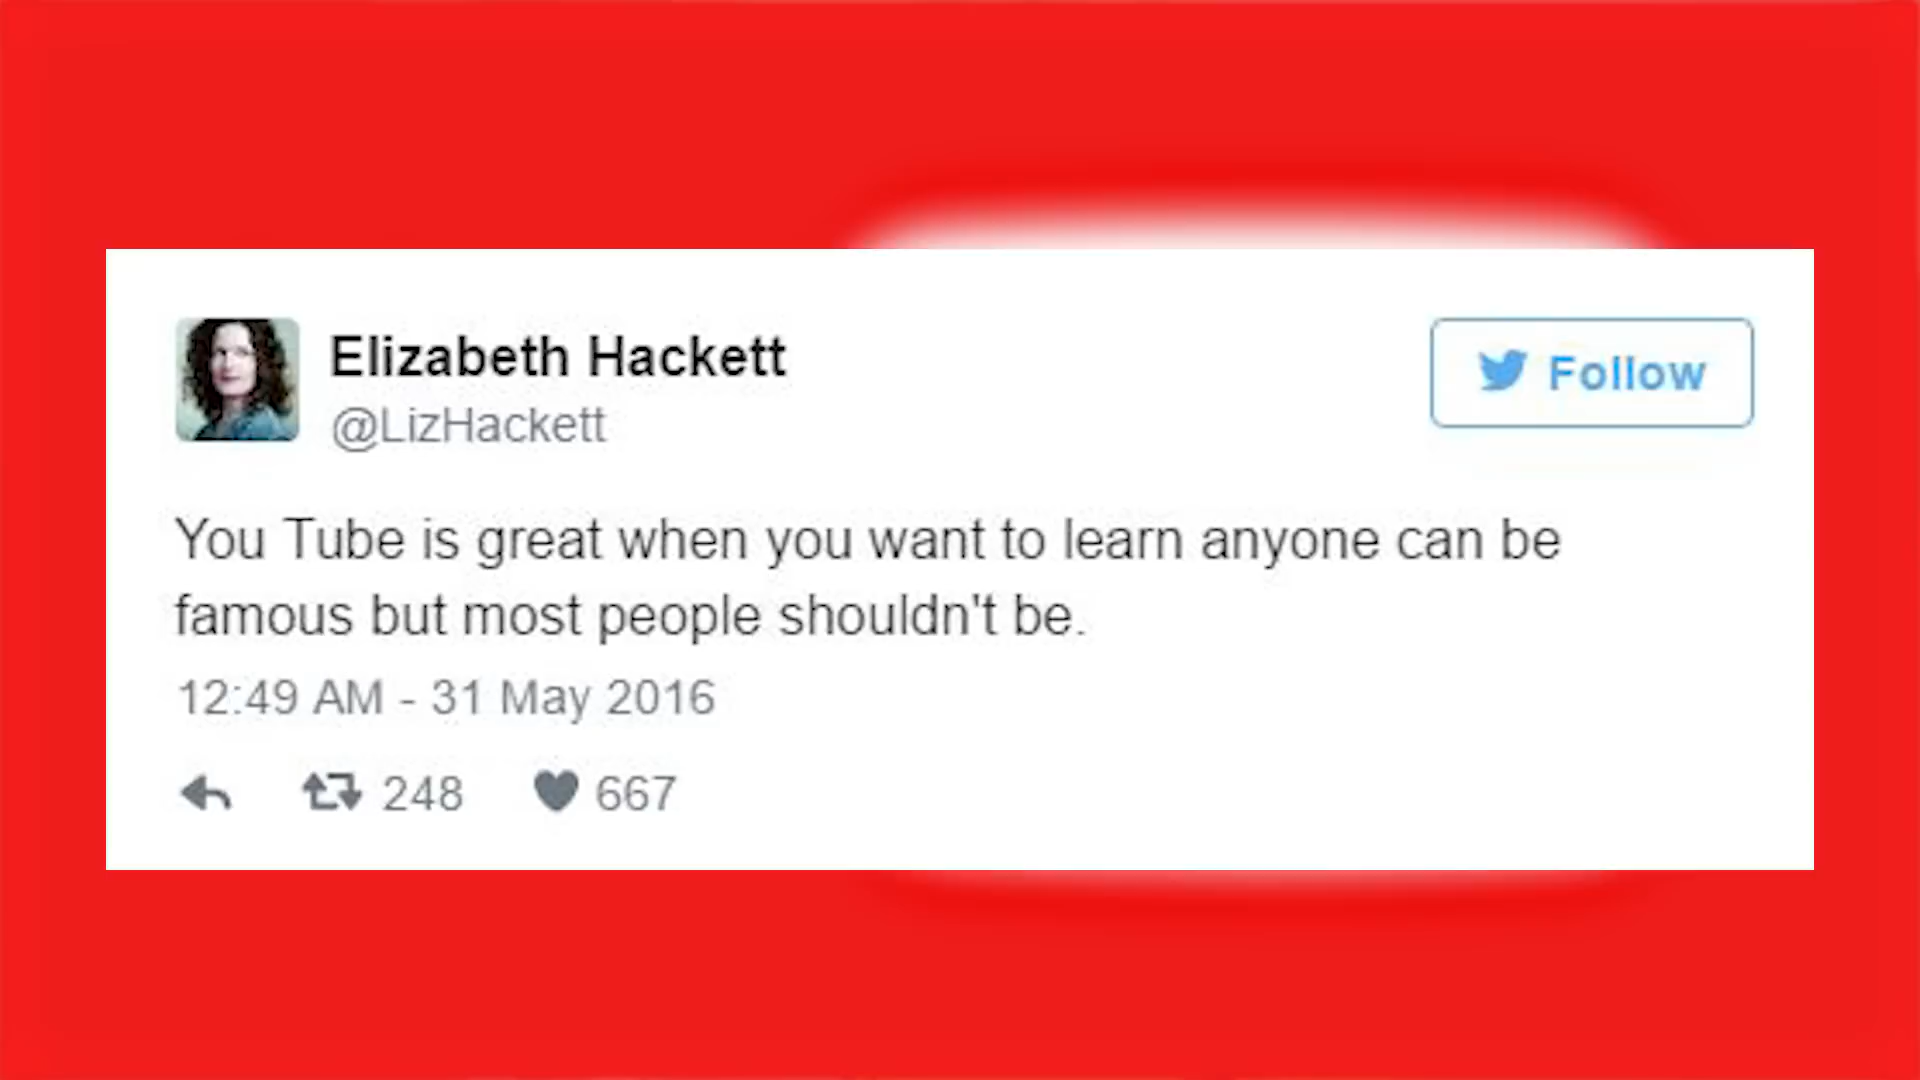 Elizabeth Hackett
@LizHackett
Follow
You Tube is great when you want to learn anyone can be
famous but most people shouldn't be.
12:49 AM - 31 May 2016
248 667